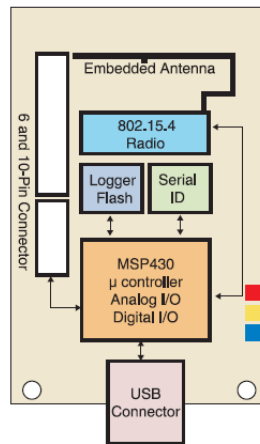 Embedded Antenna
6 and 10-Pin Connector
802.15.4
Radio
Logger
Flash
Serial
ID
MSP430
µ controller
Analog I/O
Digital I/O
USB
Connector